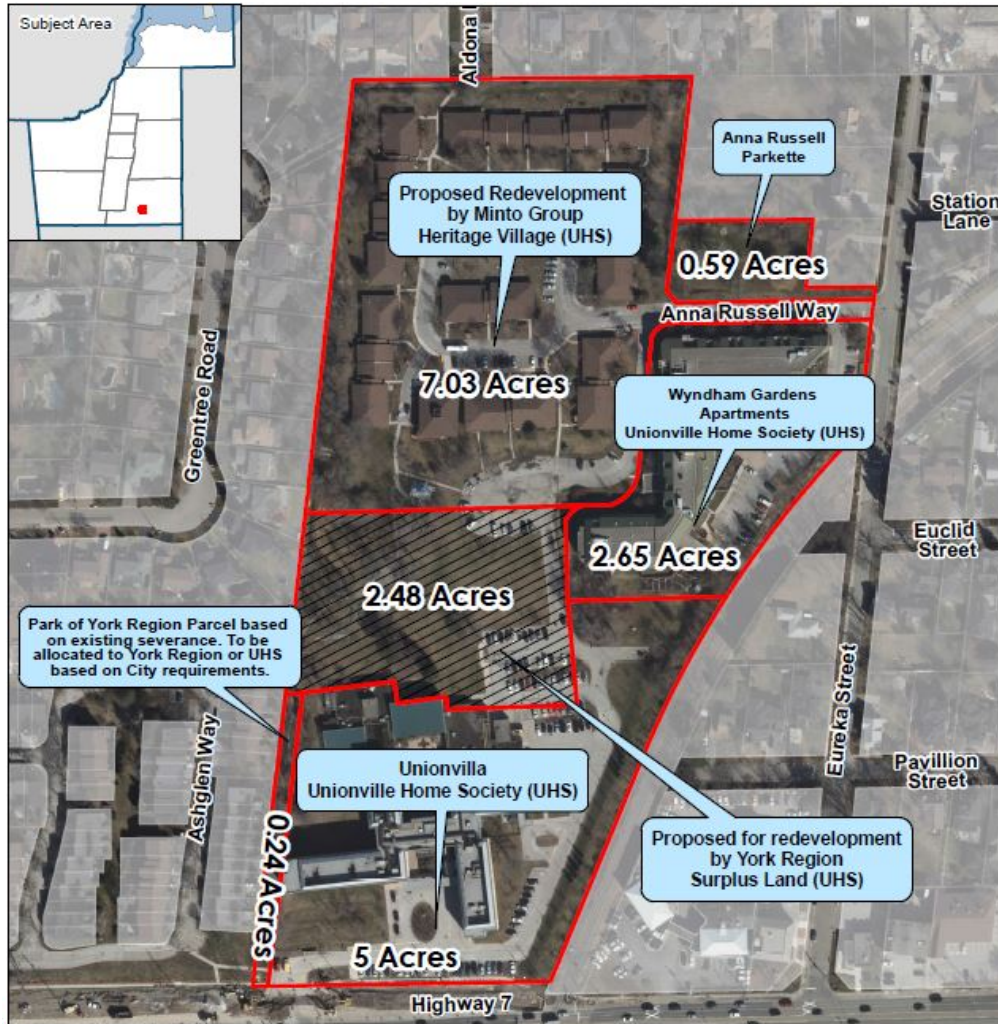 Subject Area
Aldona
Anna Russell
Parkette
Proposed Redevelopment
by Minto Group
Heritage Village (UHS)
Station
Lane
0.59 Acres
Anna Russell Way
7.03 Acres
Wyndham Gardens
Apartments
Unionville Home Society (UHS)
Greentree Road
Euclid
Street
2.65 Acres
2.48 Acres
Park of York Region Parcel based
on existing severance. To be
allocated to York Region or UHS
based on City requirements.
Eureka Street
Ashglen Way
Unionvilla
Unionville Home Society (UHS)
Pavillion
Street
0.24 Acres
Proposed for redevelopment
by York Region
Surplus Land (UHS)
5 Acres
Highway 7